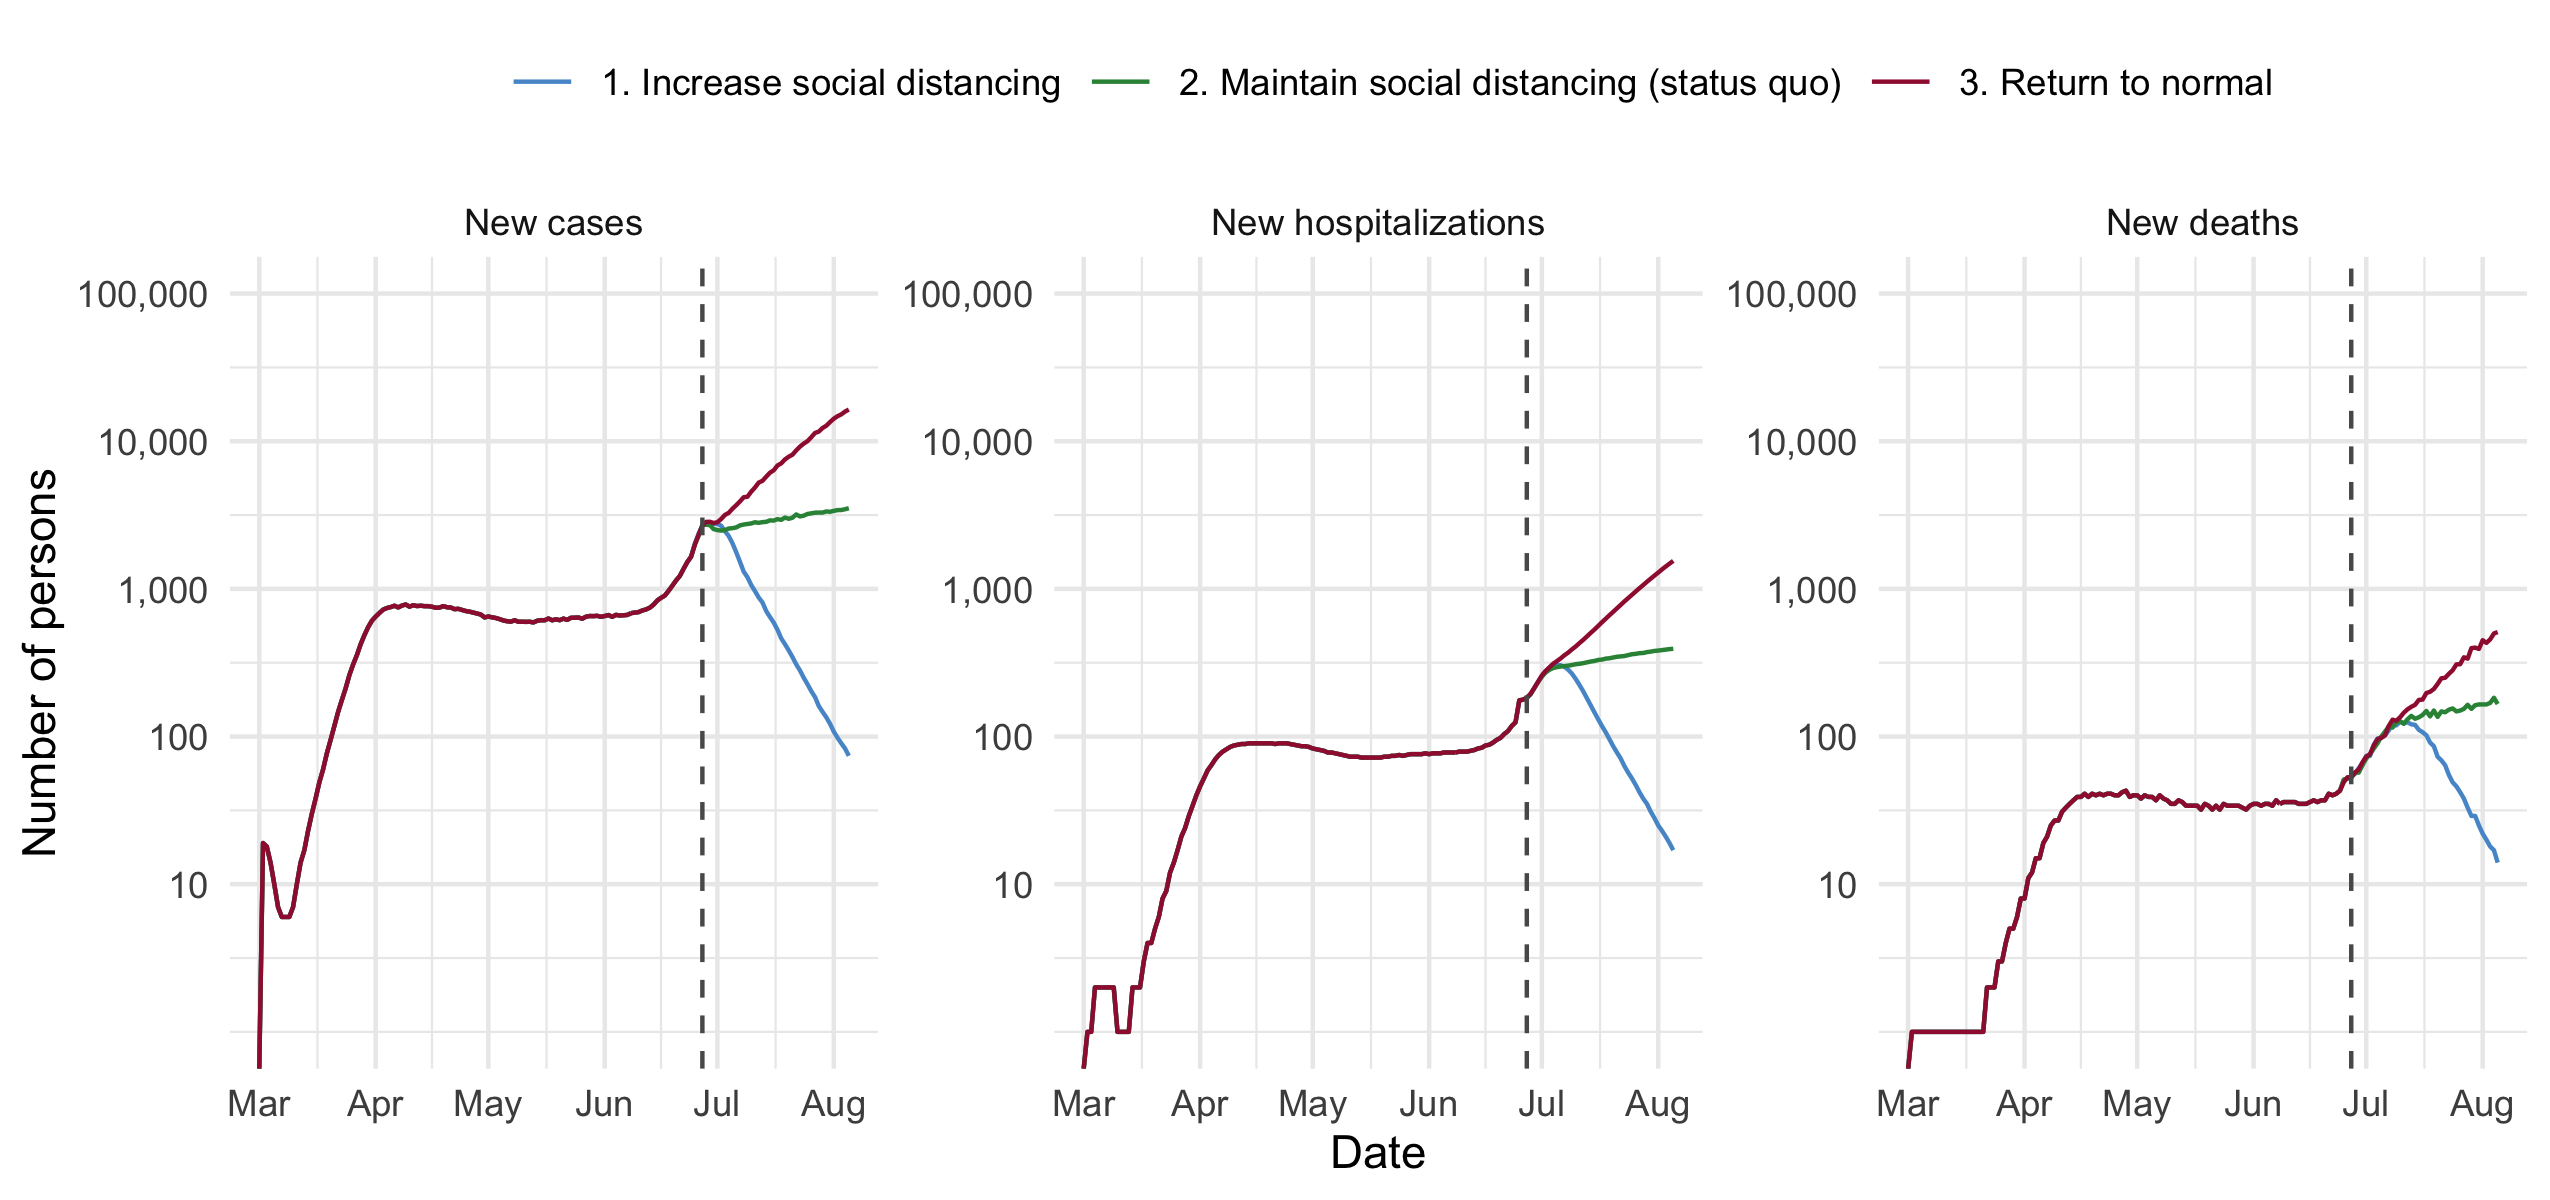 1. Increase social distancing 2. Maintain social distancing (status quo) 3. Return to normal
New cases New hospitalizations New deaths
Number of persons
100,000 100,000 100,000
10,000 10,000 10,000
1,000 1,000 1,000
100 100 100
10 10 10
Mar Apr May Jun Jul Aug Mar Apr May Jun Jul Aug Mar Apr May Jun Jul Aug
Date